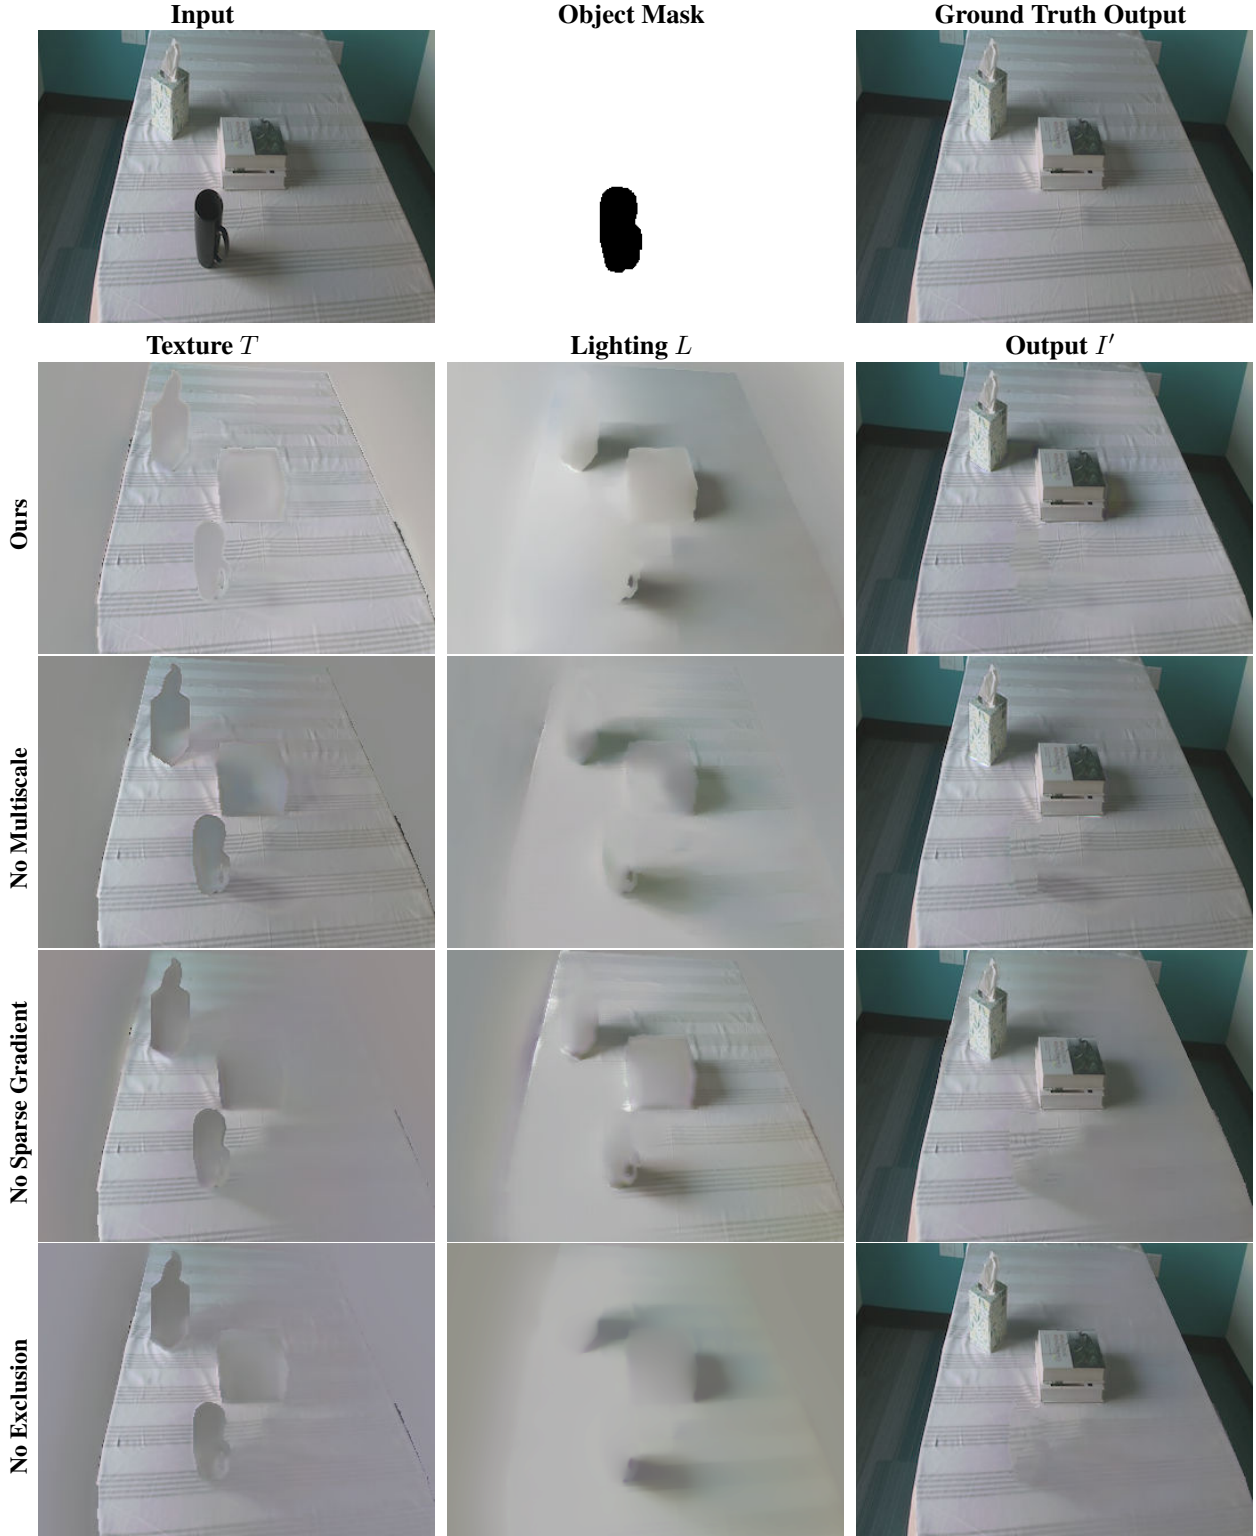 Input Object Mask Ground Truth Output
Texture T Lighting L Output I′
Ours
No Multiscale
No Sparse Gradient
No Exclusion